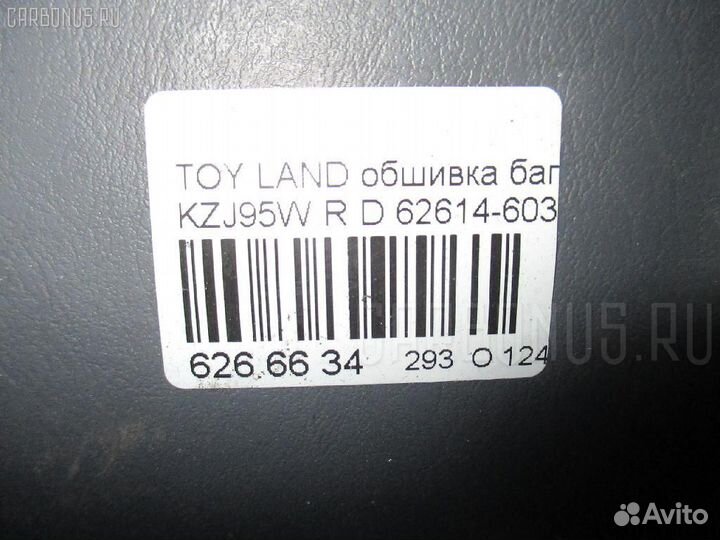 CARBONUS.RU
TOY LAND обшивка баг
KZJ95W R D 62614-603
626 66 34 293 O 124
CARBONUS.RU
Avito